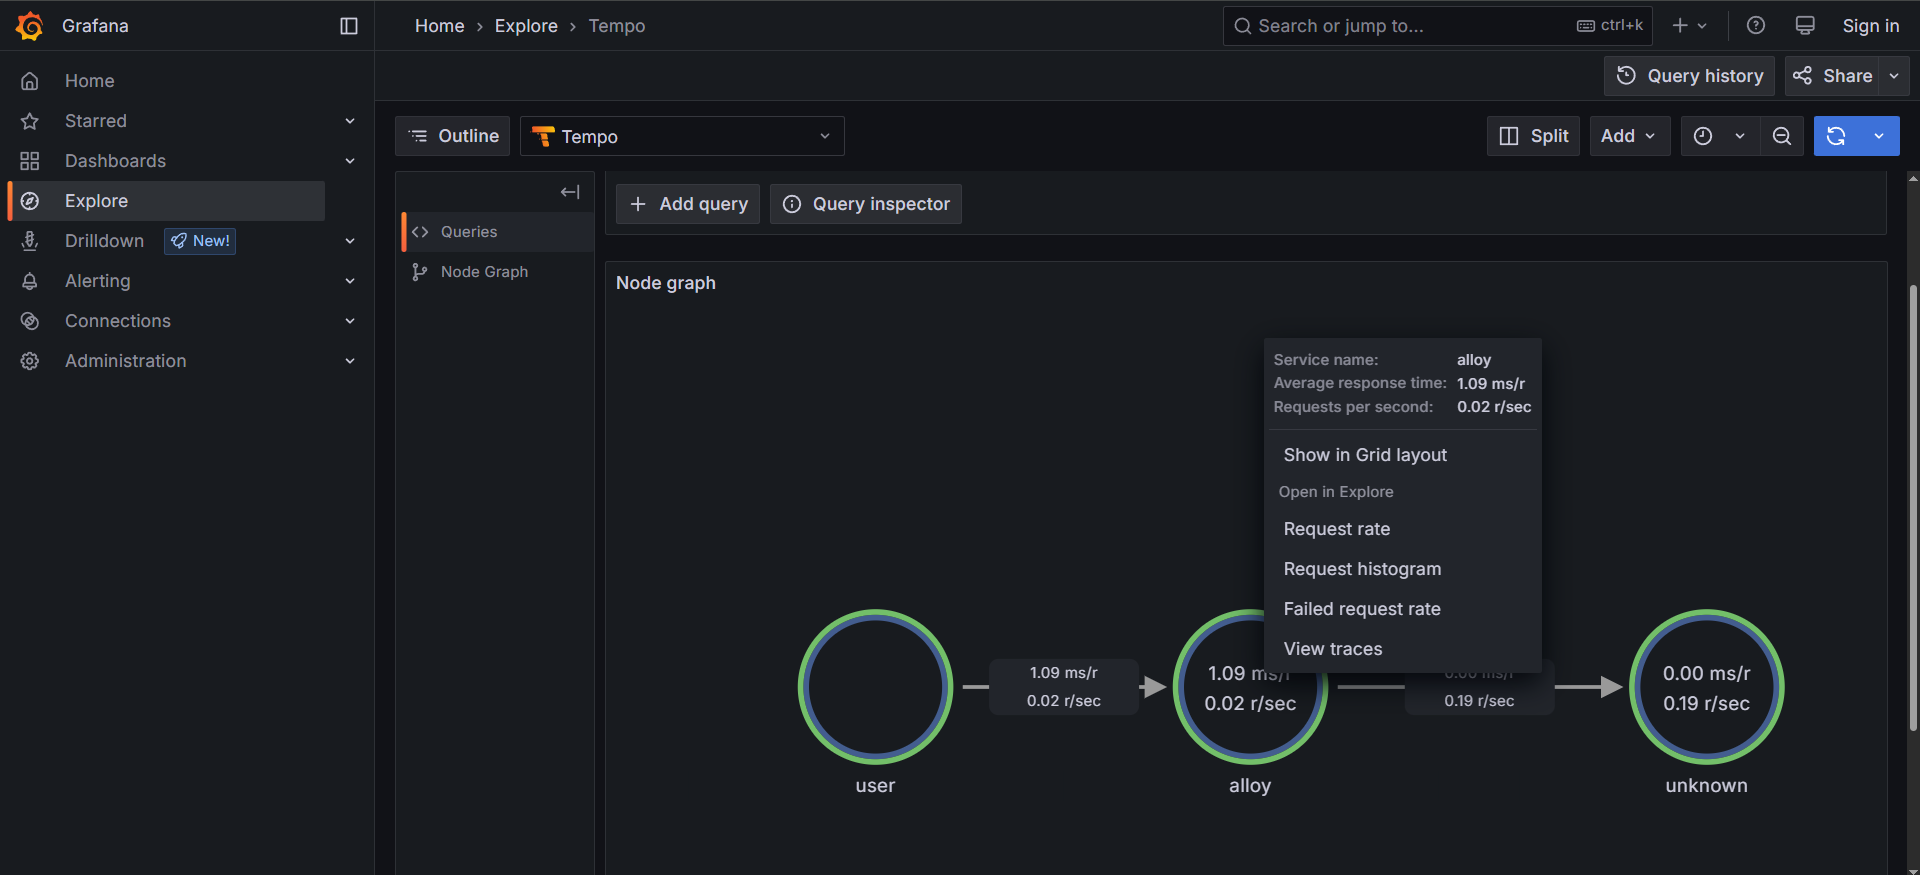 Grafana
Home › Explore › Tempo
Search or jump to...
ctrl+k
Sign in
Query history
Share
Home
Starred
Dashboards
Explore
Drilldown
New!
Alerting
Connections
Administration
Outline
Tempo
Split
Add
Queries
Node Graph
Add query
Query inspector
Node graph
Service name: alloy
Average response time: 1.09 ms/r
Requests per second: 0.02 r/sec
Show in Grid layout
Open in Explore
Request rate
Request histogram
Failed request rate
View traces
1.09 ms/r
0.02 r/sec
1.09 ms/r
0.02 r/sec
0.00 ms/r
0.19 r/sec
0.00 ms/r
0.19 r/sec
user
alloy
unknown